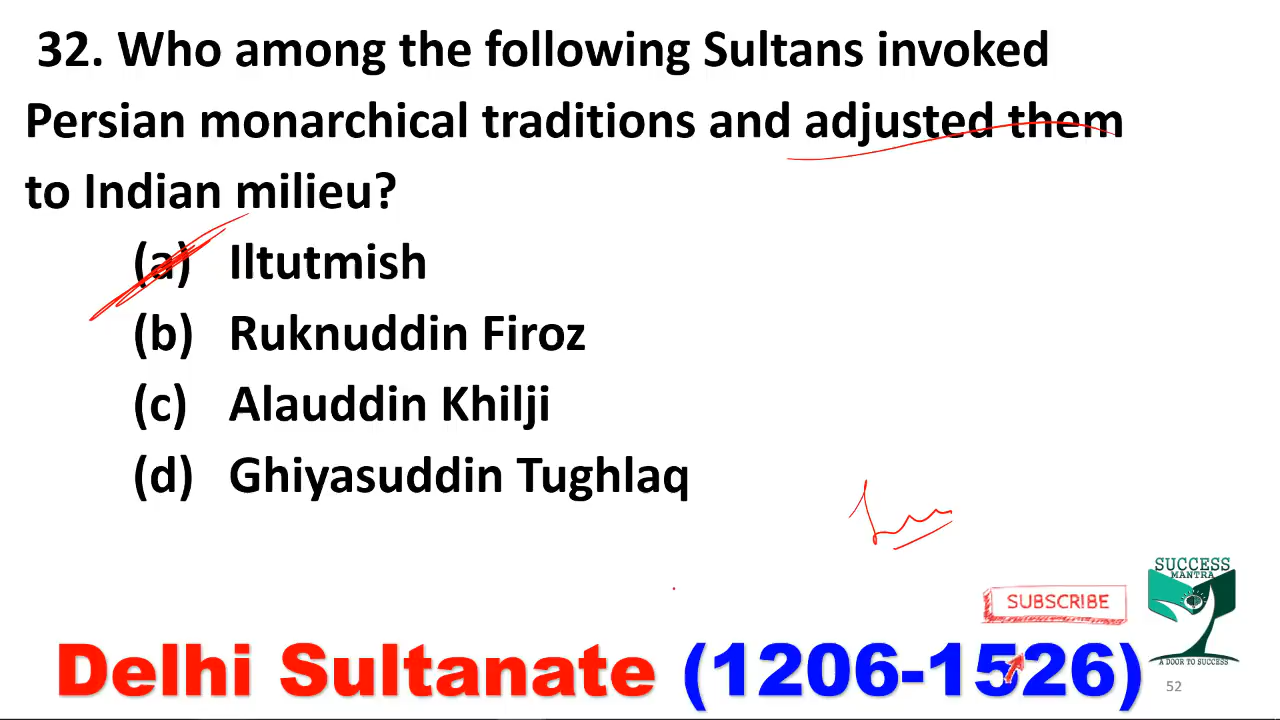 32. Who among the following Sultans invoked
Persian monarchical traditions and adjusted them
to Indian milieu?
(a) Iltutmish
(b) Ruknuddin Firoz
(c) Alauddin Khilji
(d) Ghiyasuddin Tughlaq
SUCCESS
MANTRA
SUBSCRIBE
A DOOR TO SUCCESS
Delhi Sultanate (1206-1526)
52